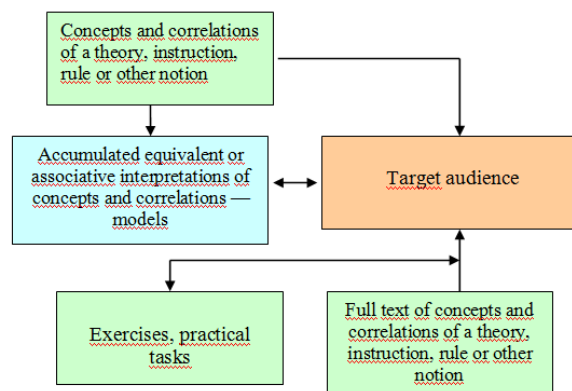 Concepts and correlations
of a theory, instruction,
rule or other notion
Accumulated equivalent or
associative interpretations of
concepts and correlations —
models
Target audience
Exercises, practical
tasks
Full text of concepts and
correlations of a theory,
instruction, rule or other
notion